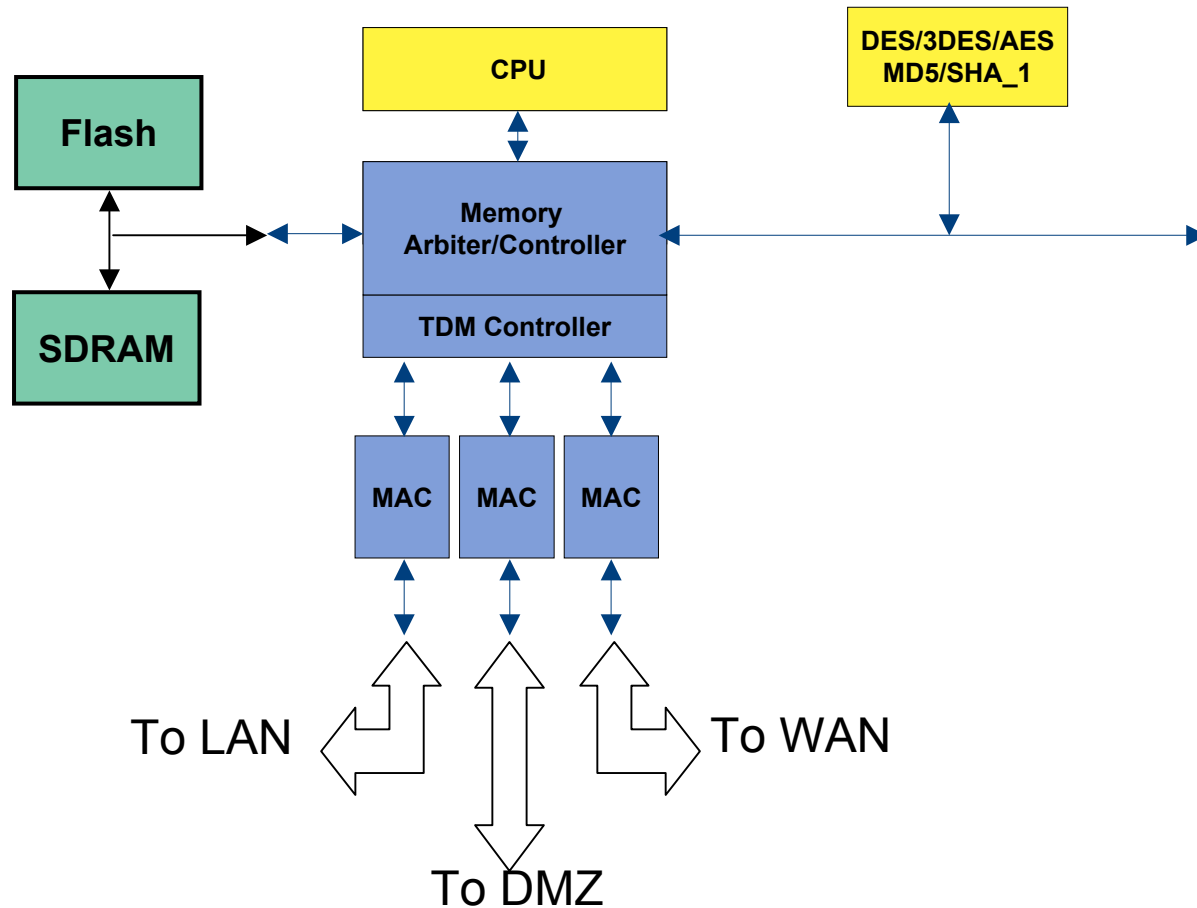 CPU
DES/3DES/AES
MD5/SHA_1
Flash
Memory
Arbiter/Controller
SDRAM
TDM Controller
MAC
MAC
MAC
To LAN
To WAN
To DMZ